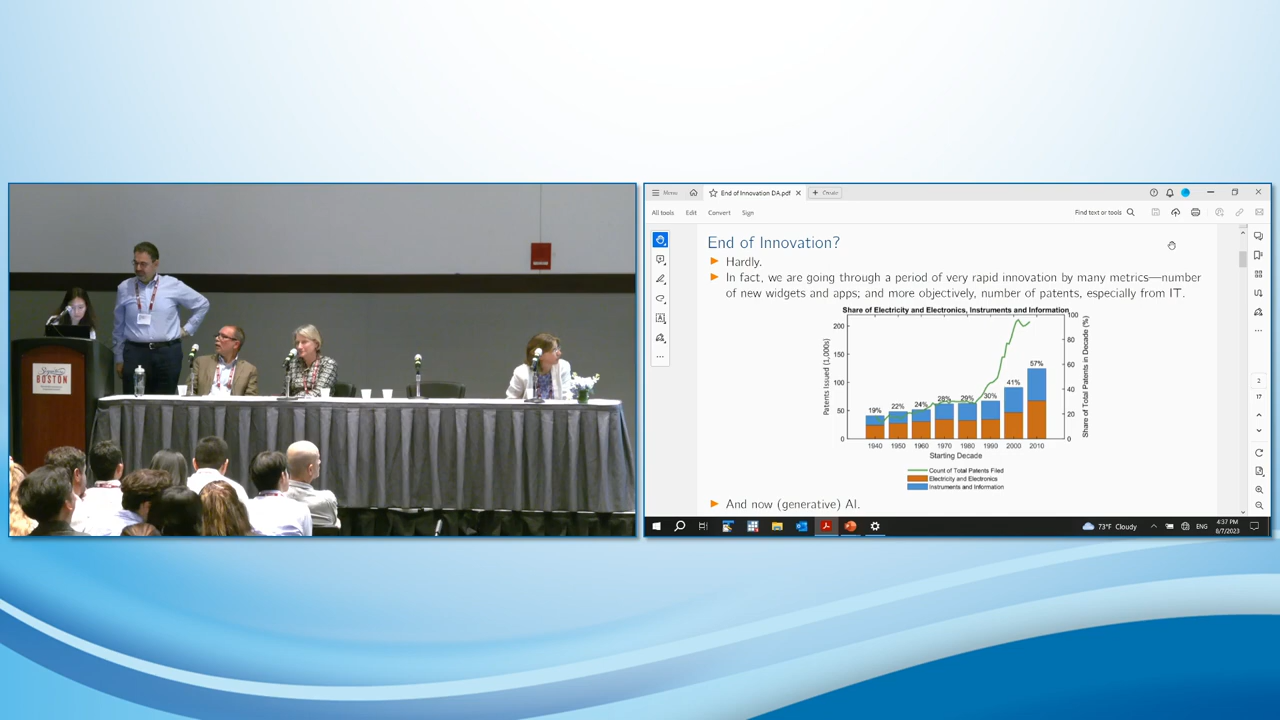 BOSTON
Menu
End of Innovation DA.pdf
Create
All tools
Edit
Convert
Sign
Find text or tools
End of Innovation?
Hardly.
In fact, we are going through a period of very rapid innovation by many metrics—number
of new widgets and apps; and more objectively, number of patents, especially from IT.
Share of Electricity and Electronics, Instruments and Information
Patents Issued (1,000s)
200
150
100
50
0
19%
22%
24%
28%
29%
30%
41%
57%
100
80
60
40
20
0
Share of Total Patents in Decade (%)
1940
1950
1960
1970
1980
1990
2000
2010
Starting Decade
Count of Total Patents Filed
Electricity and Electronics
Instruments and Information
And now (generative) AI.
2
17
73°F Cloudy
ENG
4:37 PM
8/7/2023